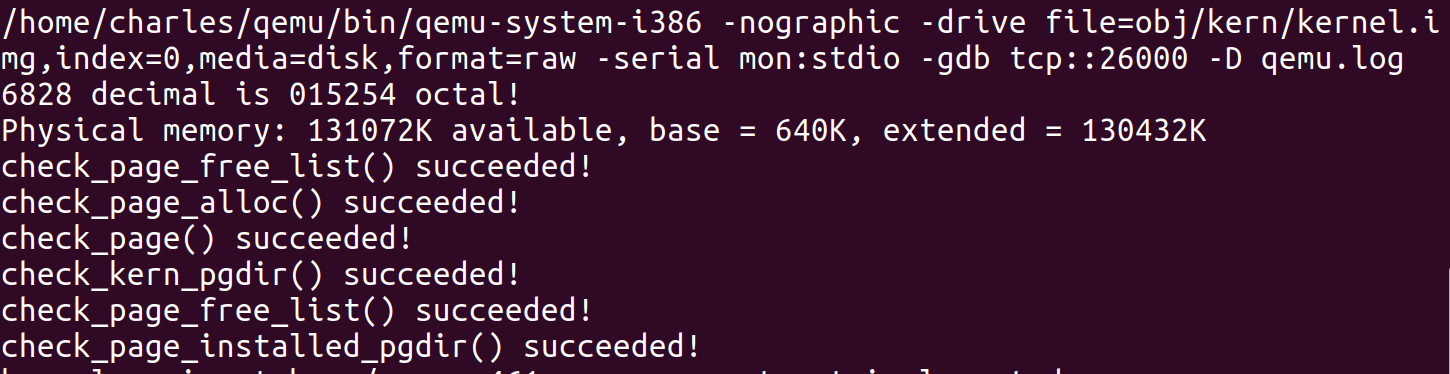 /home/charles/qemu/bin/qemu-system-i386 -nographic -drive file=obj/kern/kernel.i
mg,index=0,media=disk,format=raw -serial mon:stdio -gdb tcp::26000 -D qemu.log
6828 decimal is 015254 octal!
Physical memory: 131072K available, base = 640K, extended = 130432K
check_page_free_list() succeeded!
check_page_alloc() succeeded!
check_page() succeeded!
check_kern_pgdir() succeeded!
check_page_free_list() succeeded!
check_page_installed_pgdir() succeeded!